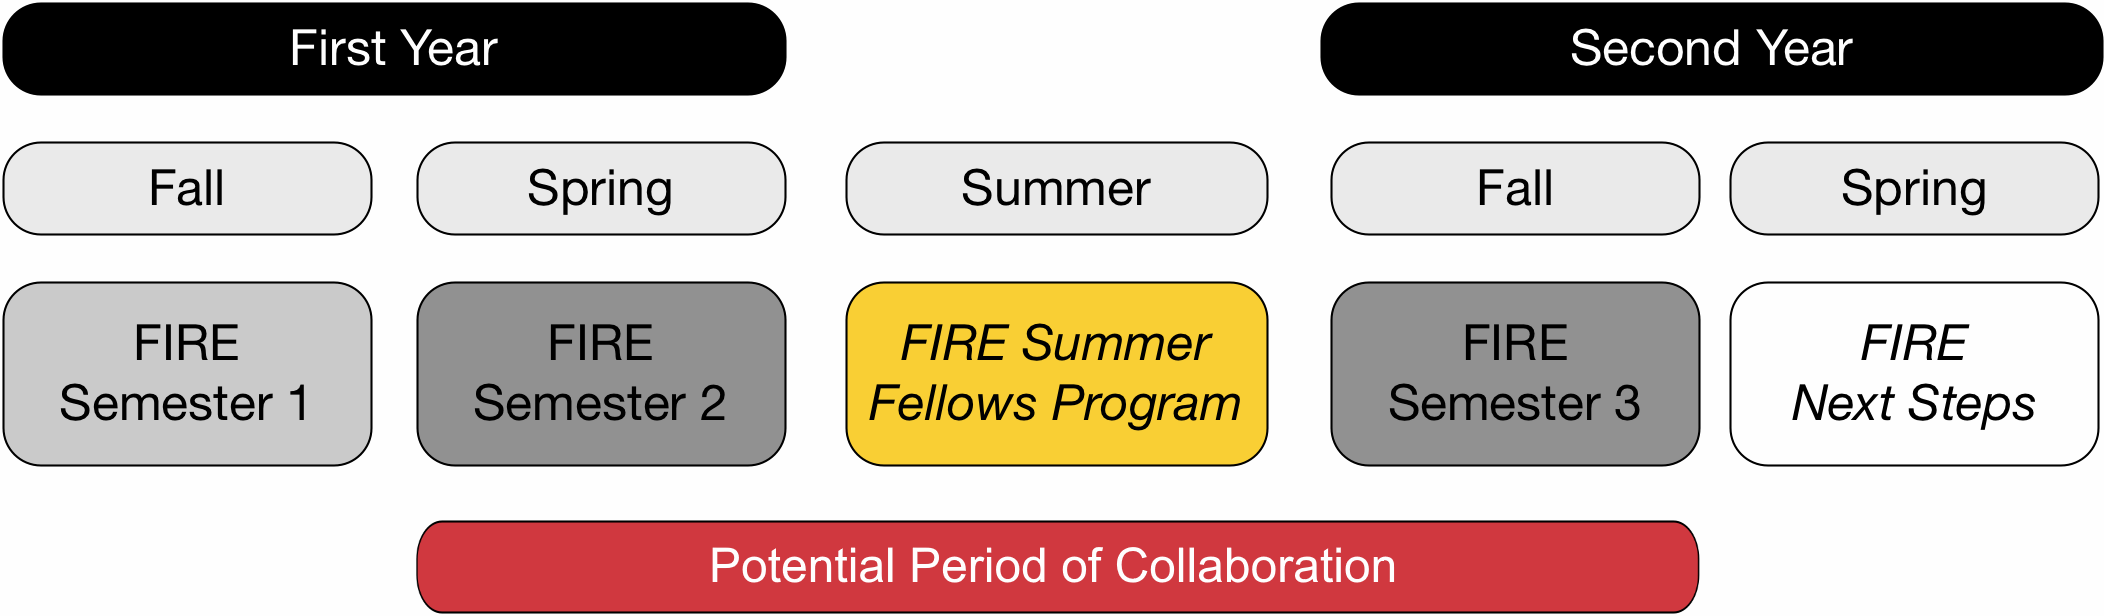 First Year
Second Year
Fall
Spring
Summer
Fall
Spring
FIRE
Semester 1
FIRE
Semester 2
FIRE Summer
Fellows Program
FIRE
Semester 3
FIRE
Next Steps
Potential Period of Collaboration